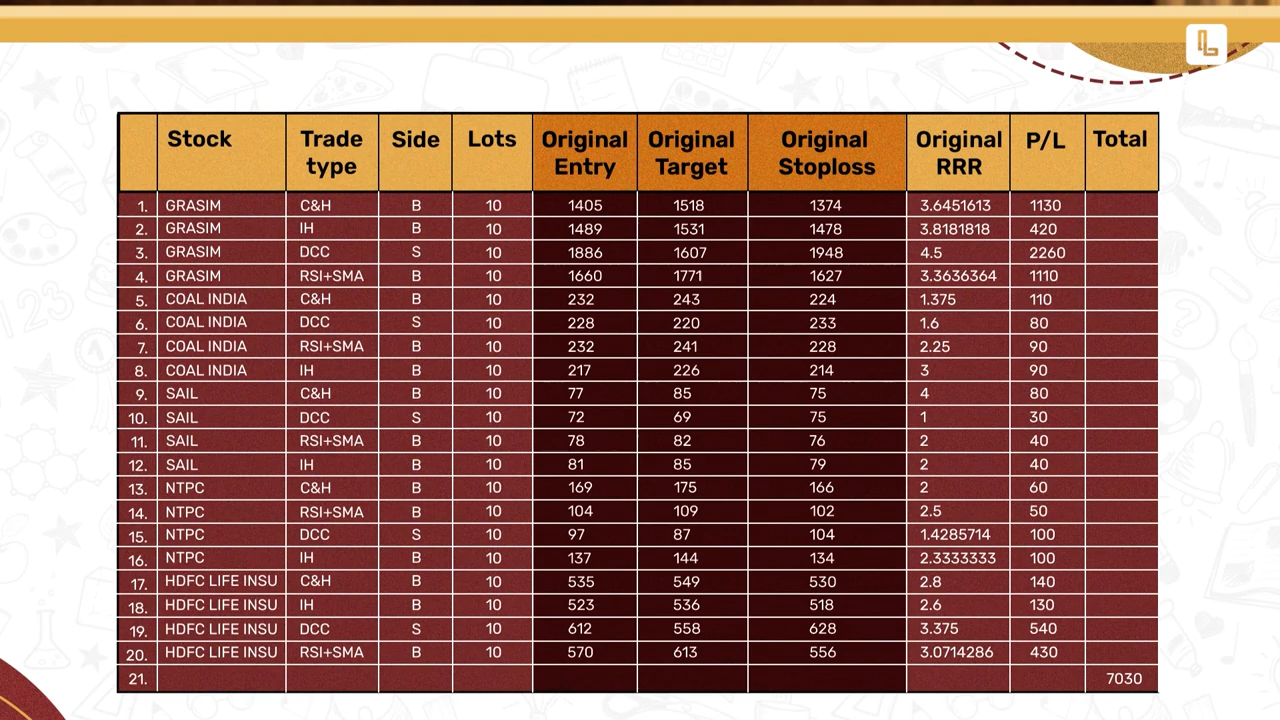 Stock Trade type Side Lots Original Entry Original Target Original Stoploss Original RRR P/L Total
1. GRASIM C&H B 10 1405 1518 1374 3.6451613 1130
2. GRASIM IH B 10 1489 1531 1478 3.8181818 420
3. GRASIM DCC S 10 1886 1607 1948 4.5 2260
4. GRASIM RSI+SMA B 10 1660 1771 1627 3.3636364 1110
5. COAL INDIA C&H B 10 232 243 224 1.375 110
6. COAL INDIA DCC S 10 228 220 233 1.6 80
7. COAL INDIA RSI+SMA B 10 232 241 228 2.25 90
8. COAL INDIA IH B 10 217 226 214 3 90
9. SAIL C&H B 10 77 85 75 4 80
10. SAIL DCC S 10 72 69 75 1 30
11. SAIL RSI+SMA B 10 78 82 76 2 40
12. SAIL IH B 10 81 85 79 2 40
13. NTPC C&H B 10 169 175 166 2 60
14. NTPC RSI+SMA B 10 104 109 102 2.5 50
15. NTPC DCC S 10 97 87 104 1.4285714 100
16. NTPC IH B 10 137 144 134 2.3333333 100
17. HDFC LIFE INSU C&H B 10 535 549 530 2.8 140
18. HDFC LIFE INSU IH B 10 523 536 518 2.6 130
19. HDFC LIFE INSU DCC S 10 612 558 628 3.375 540
20. HDFC LIFE INSU RSI+SMA B 10 570 613 556 3.0714286 430
21. 7030